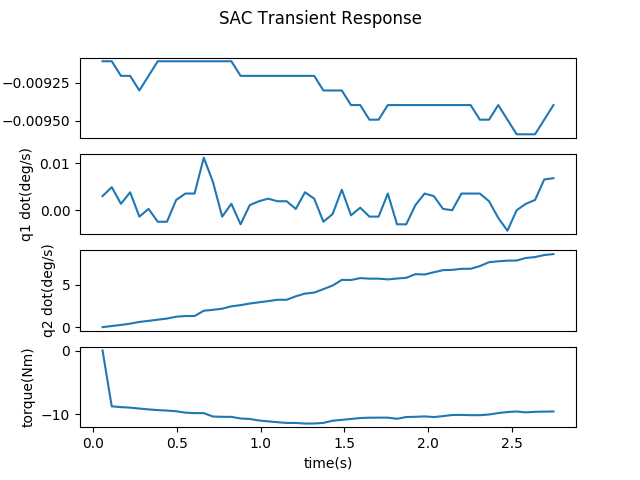 SAC Transient Response
−0.00925
−0.00950
q1 dot(deg/s)
0.01
0.00
q2 dot(deg/s)
5
0
torque(Nm)
0
−10
0.0 0.5 1.0 1.5 2.0 2.5
time(s)